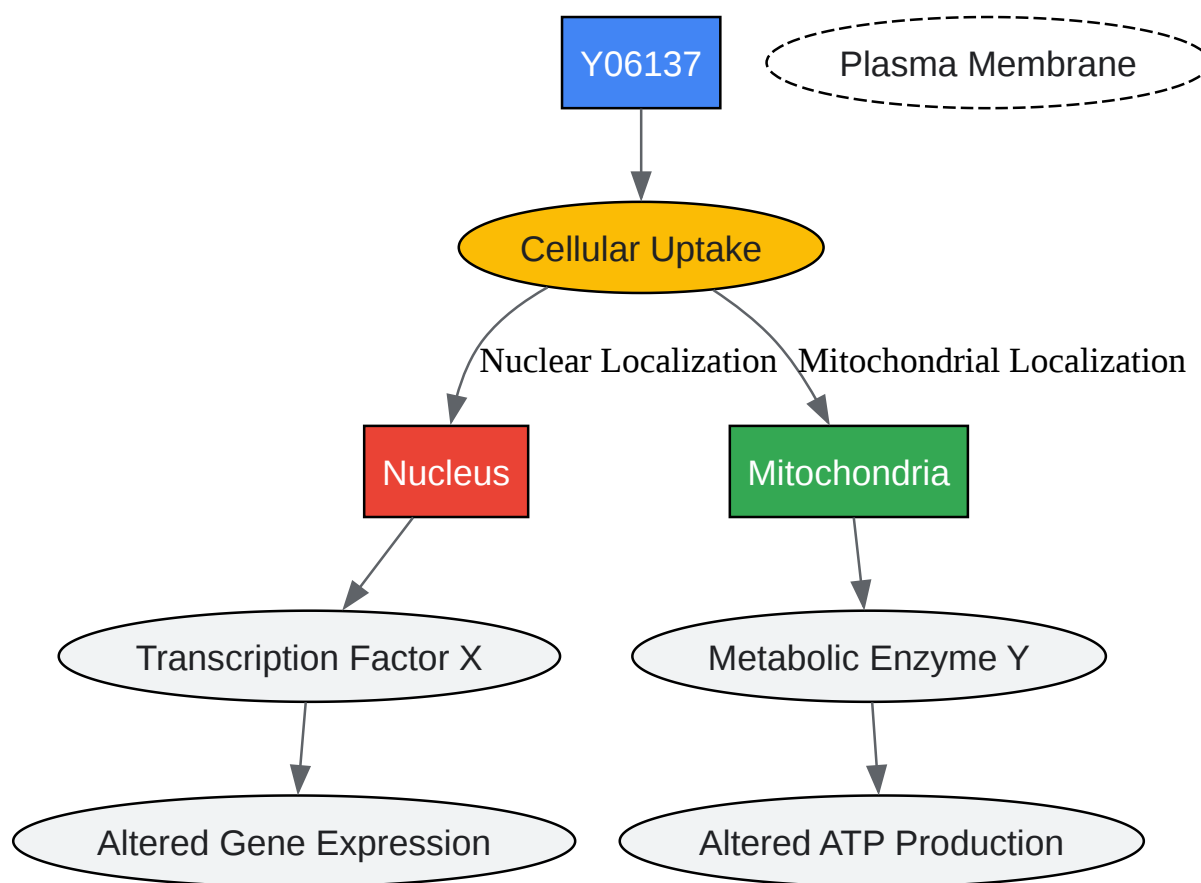 Y06137
Plasma Membrane
Cellular Uptake
Nuclear Localization
Mitochondrial Localization
Nucleus
Mitochondria
Transcription Factor X
Metabolic Enzyme Y
Altered Gene Expression
Altered ATP Production